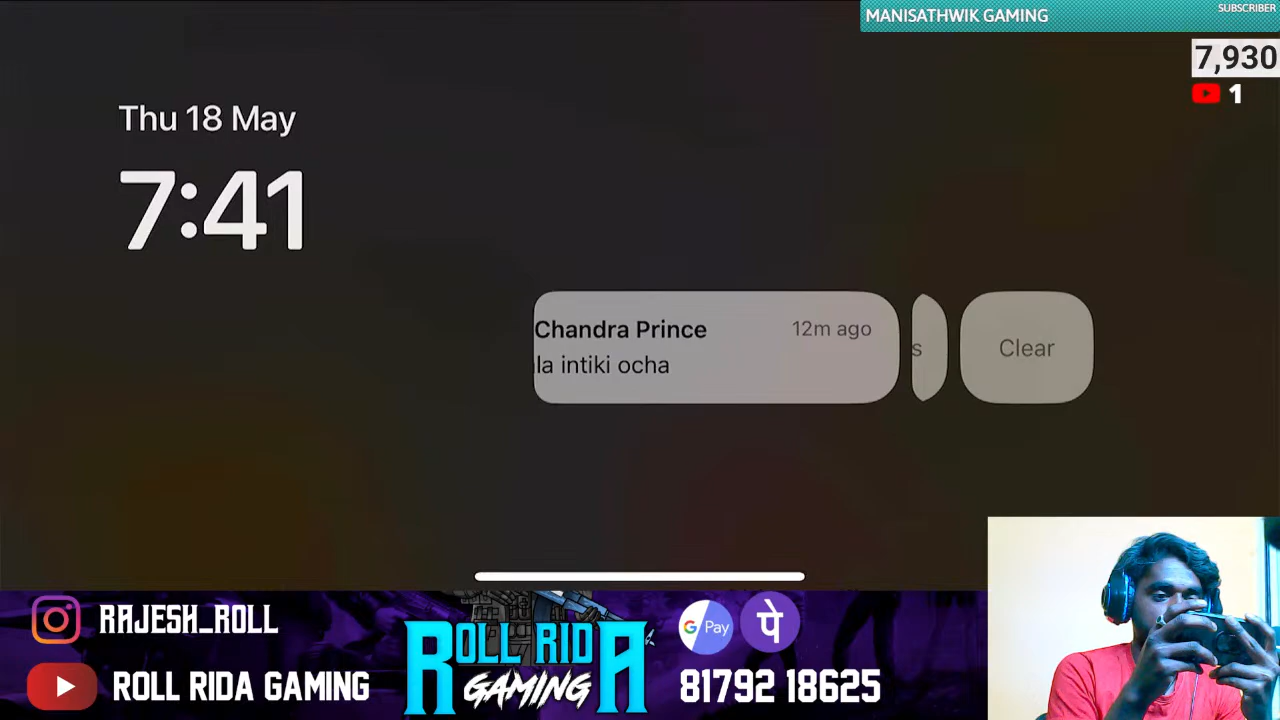 MANISATHWIK GAMING
SUBSCRIBER
7,930
1
Thu 18 May
7:41
Chandra Prince
12m ago
la intiki ocha
s
Clear
RAJESH_ROLL
ROLL RIDA GAMING
ROLL RIDA
GAMING
G Pay
पे
81792 18625